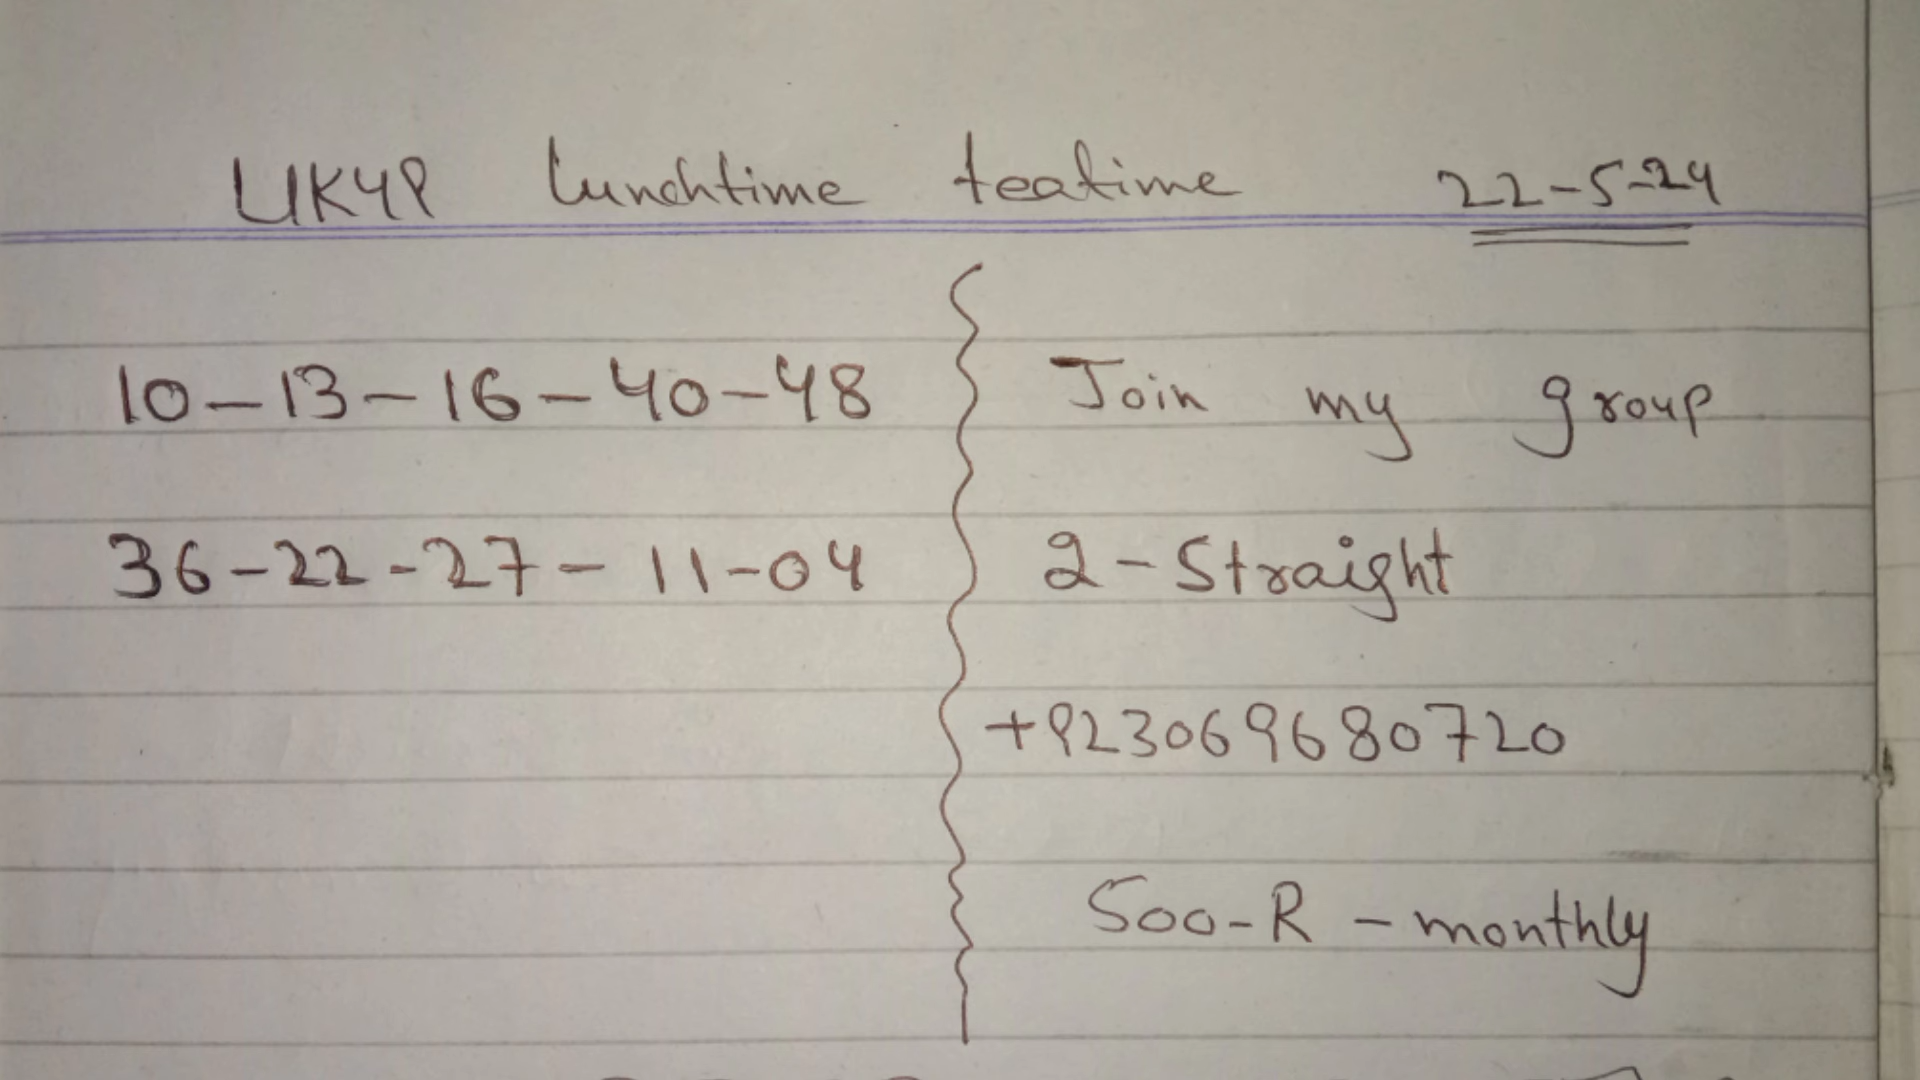 UK49 lunchtime teatime 22-5-24
10-13-16-40-48
36-22-27-11-04
Join my group
2-Straight
+923069680720
500-R-monthly